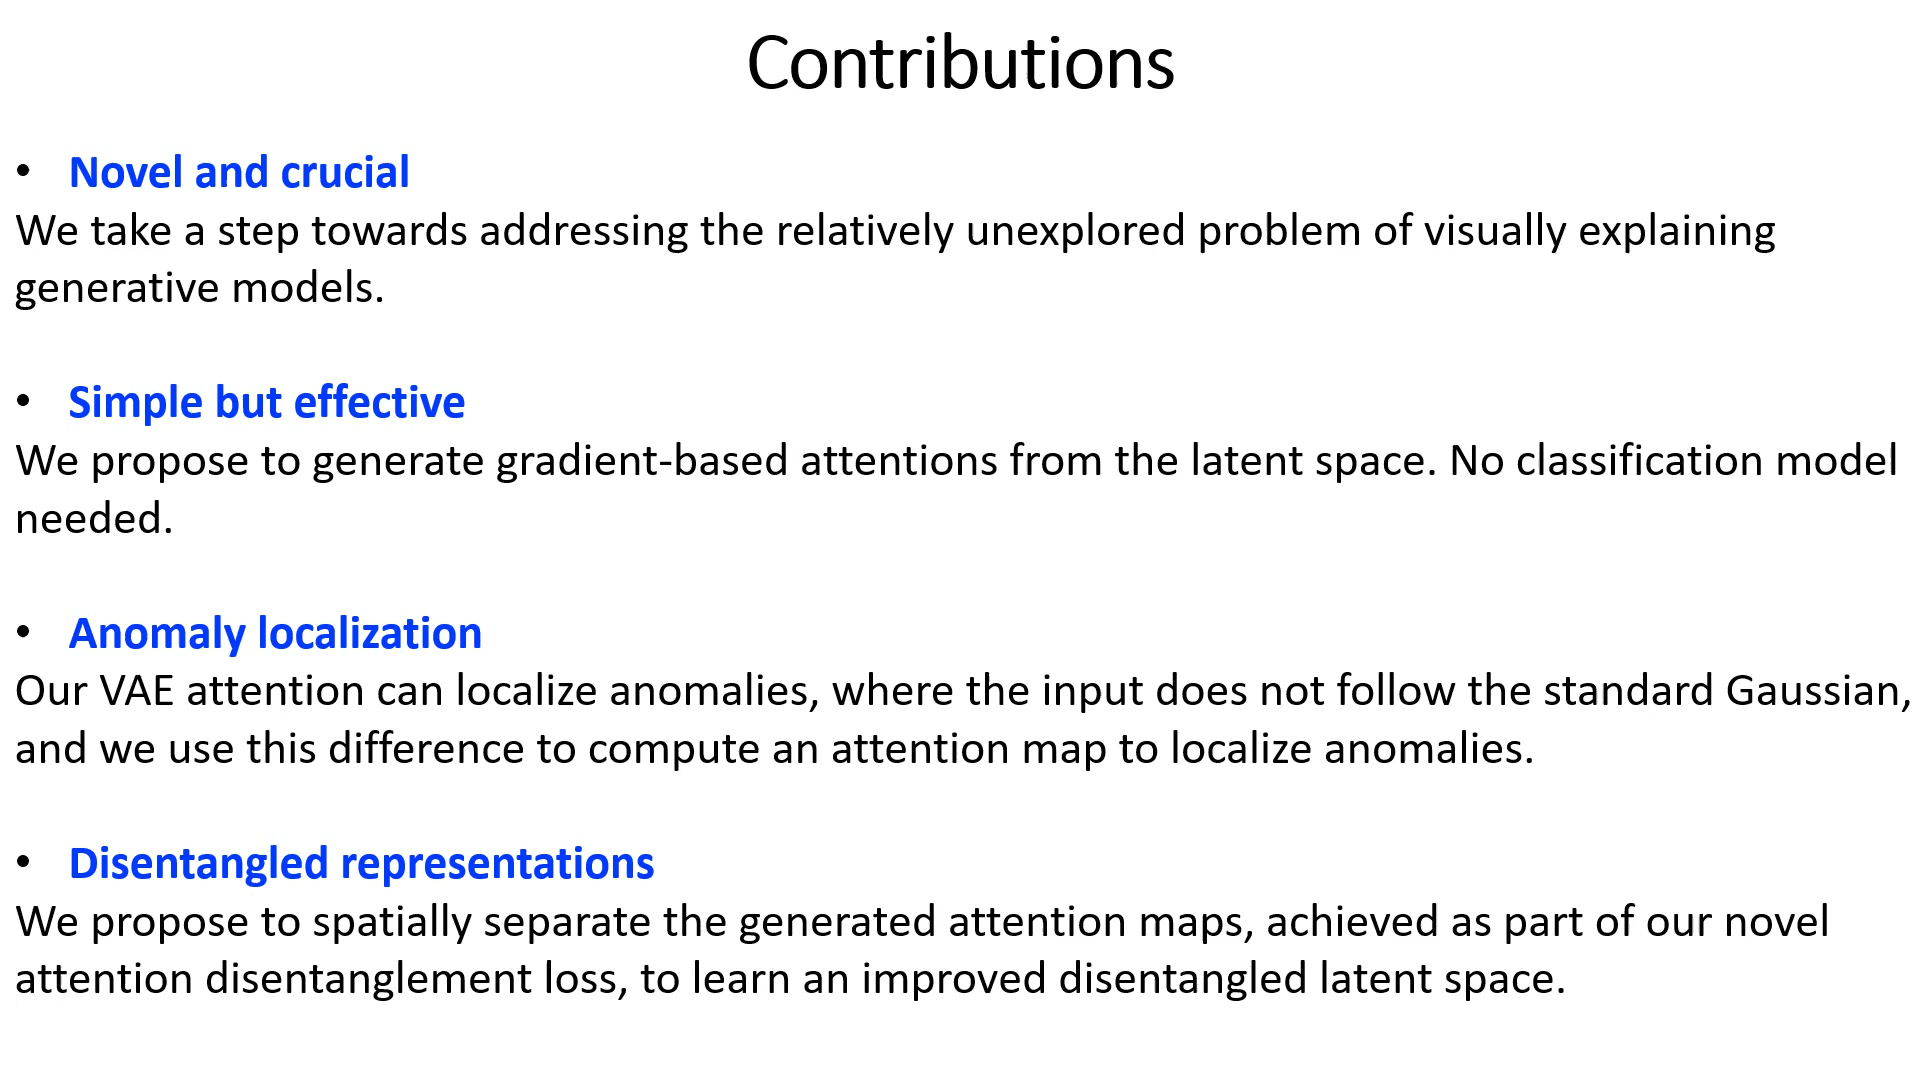 Contributions
• Novel and crucial
We take a step towards addressing the relatively unexplored problem of visually explaining
generative models.
• Simple but effective
We propose to generate gradient-based attentions from the latent space. No classification model
needed.
• Anomaly localization
Our VAE attention can localize anomalies, where the input does not follow the standard Gaussian,
and we use this difference to compute an attention map to localize anomalies.
• Disentangled representations
We propose to spatially separate the generated attention maps, achieved as part of our novel
attention disentanglement loss, to learn an improved disentangled latent space.